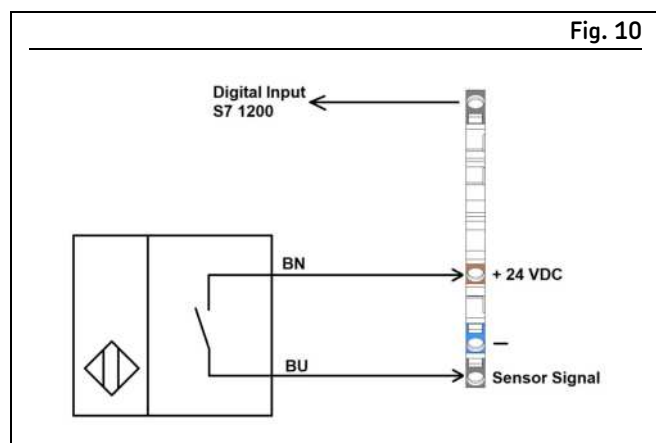 Fig. 10
Digital Input
S7 1200
BN
+ 24 VDC
–
BU
Sensor Signal